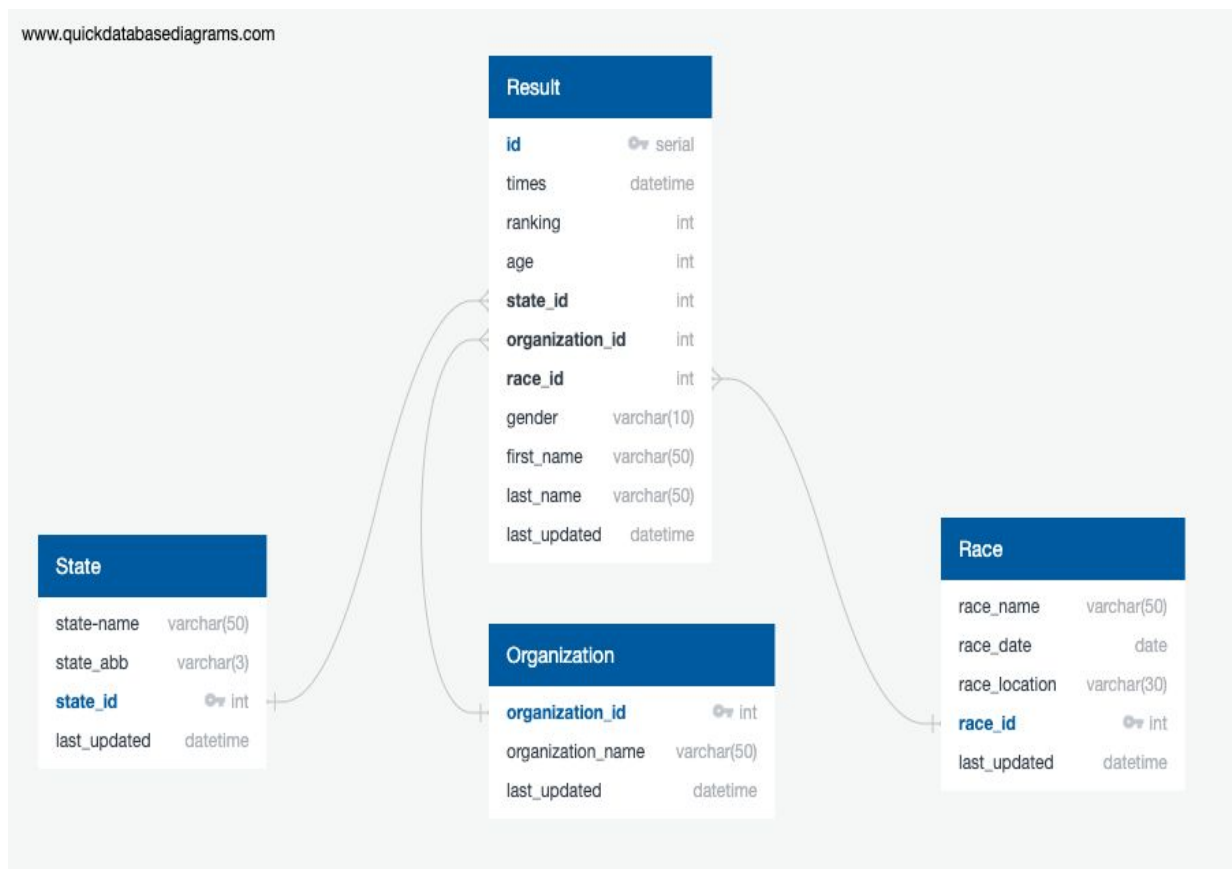 www.quickdatabasediagrams.com
Result
id serial
times datetime
ranking int
age int
state_id int
organization_id int
race_id int
gender varchar(10)
first_name varchar(50)
last_name varchar(50)
last_updated datetime
State
state-name varchar(50)
state_abb varchar(3)
state_id int
last_updated datetime
Organization
organization_id int
organization_name varchar(50)
last_updated datetime
Race
race_name varchar(50)
race_date date
race_location varchar(30)
race_id int
last_updated datetime